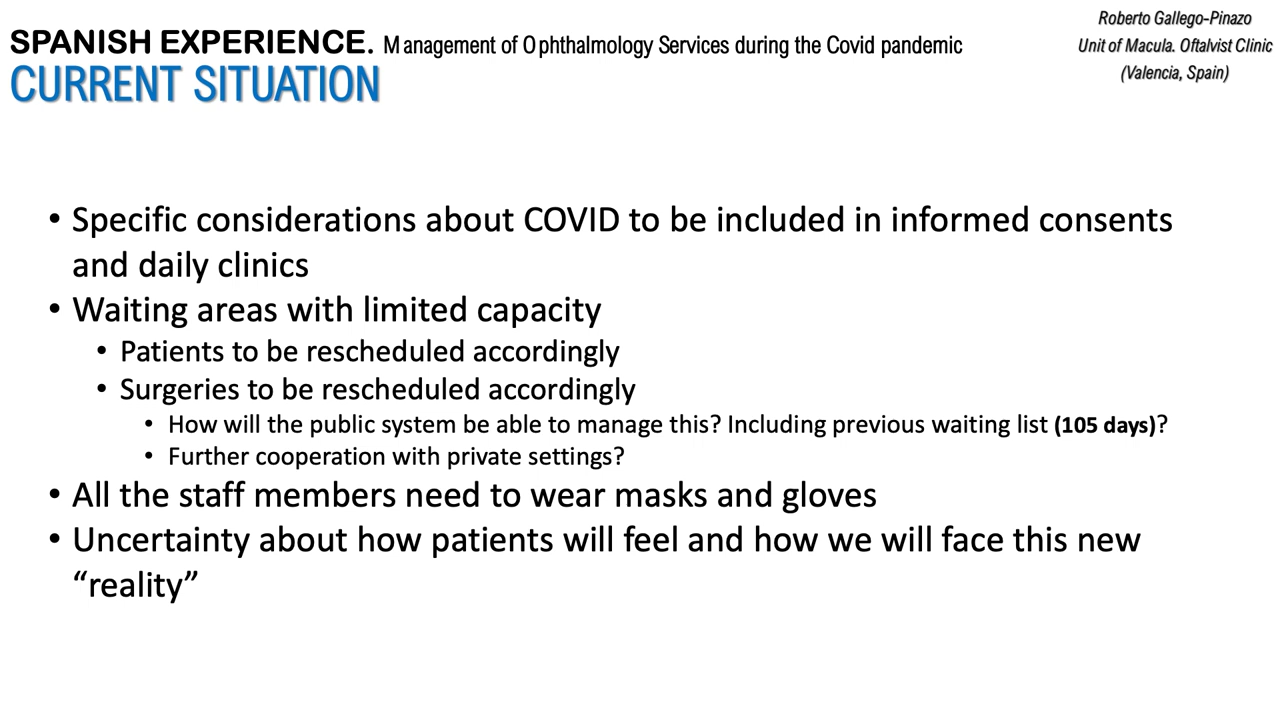 SPANISH EXPERIENCE. Management of Ophthalmology Services during the Covid pandemic
CURRENT SITUATION
Roberto Gallego-Pinazo
Unit of Macula. Oftalvist Clinic
(Valencia, Spain)
• Specific considerations about COVID to be included in informed consents
and daily clinics
• Waiting areas with limited capacity
• Patients to be rescheduled accordingly
• Surgeries to be rescheduled accordingly
• How will the public system be able to manage this? Including previous waiting list (105 days)?
• Further cooperation with private settings?
• All the staff members need to wear masks and gloves
• Uncertainty about how patients will feel and how we will face this new
“reality”